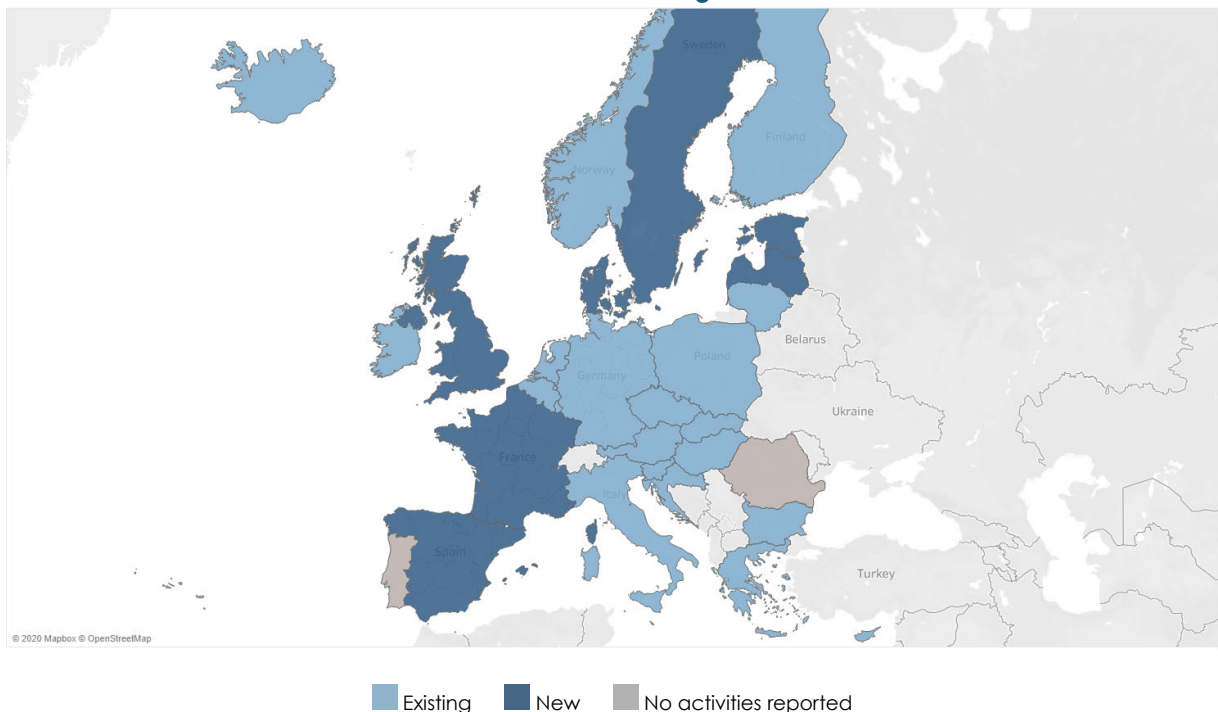 Sweden
Finland
Norway
Belarus
Poland
Germany
Ukraine
France
Italy
Spain
Turkey
© 2020 Mapbox © OpenStreetMap
Existing New No activities reported